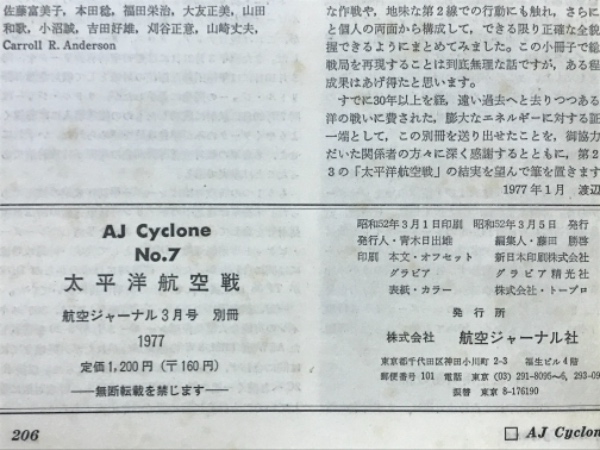 佐藤富美子, 本田稔, 福田栄治, 大友正美, 山田
和歌, 小沼誠, 吉田好雄, 刈谷正意, 山崎丈夫,
Carroll R. Anderson
な作戦や, 地味な第2線での行動にも触れ, さらに
と個人の両面から構成して, できる限り正確な全貌
握できるようにまとめてみました。この小冊子で総
戦局を再現することは到底無理な話ですが, ある程
成果はあげ得たと思います。
すでに30年以上を経, 遠い過去へと去りつつある
洋の戦いに費された, 膨大なエネルギーに対する証
一端として, この別冊を送り出せたことを, 御協力
だいた関係者の方々に深く感謝するとともに, 第2
3の「太平洋航空戦」の結実を望んで筆を置きます
1977年1月 渡辺
AJ Cyclone
No.7
太平洋航空戦
航空ジャーナル3月号 別冊
1977
定価1,200円(〒160円)
——無断転載を禁じます——
昭和52年3月1日印刷 昭和52年3月5日 発行
発行人・青木日出雄 編集人・藤田 勝啓
印刷 本文・オフセット 新日本印刷株式会社
グラビア グラビア精光社
表紙・カラー 株式会社・トープロ
発行所
株式会社 航空ジャーナル社
東京都千代田区神田小川町 2-3 福生ビル4階
郵便番号 101 電話 東京 (03) 291-8095~6, 293-09
振替 東京 8-176190
206
□ AJ Cyclon